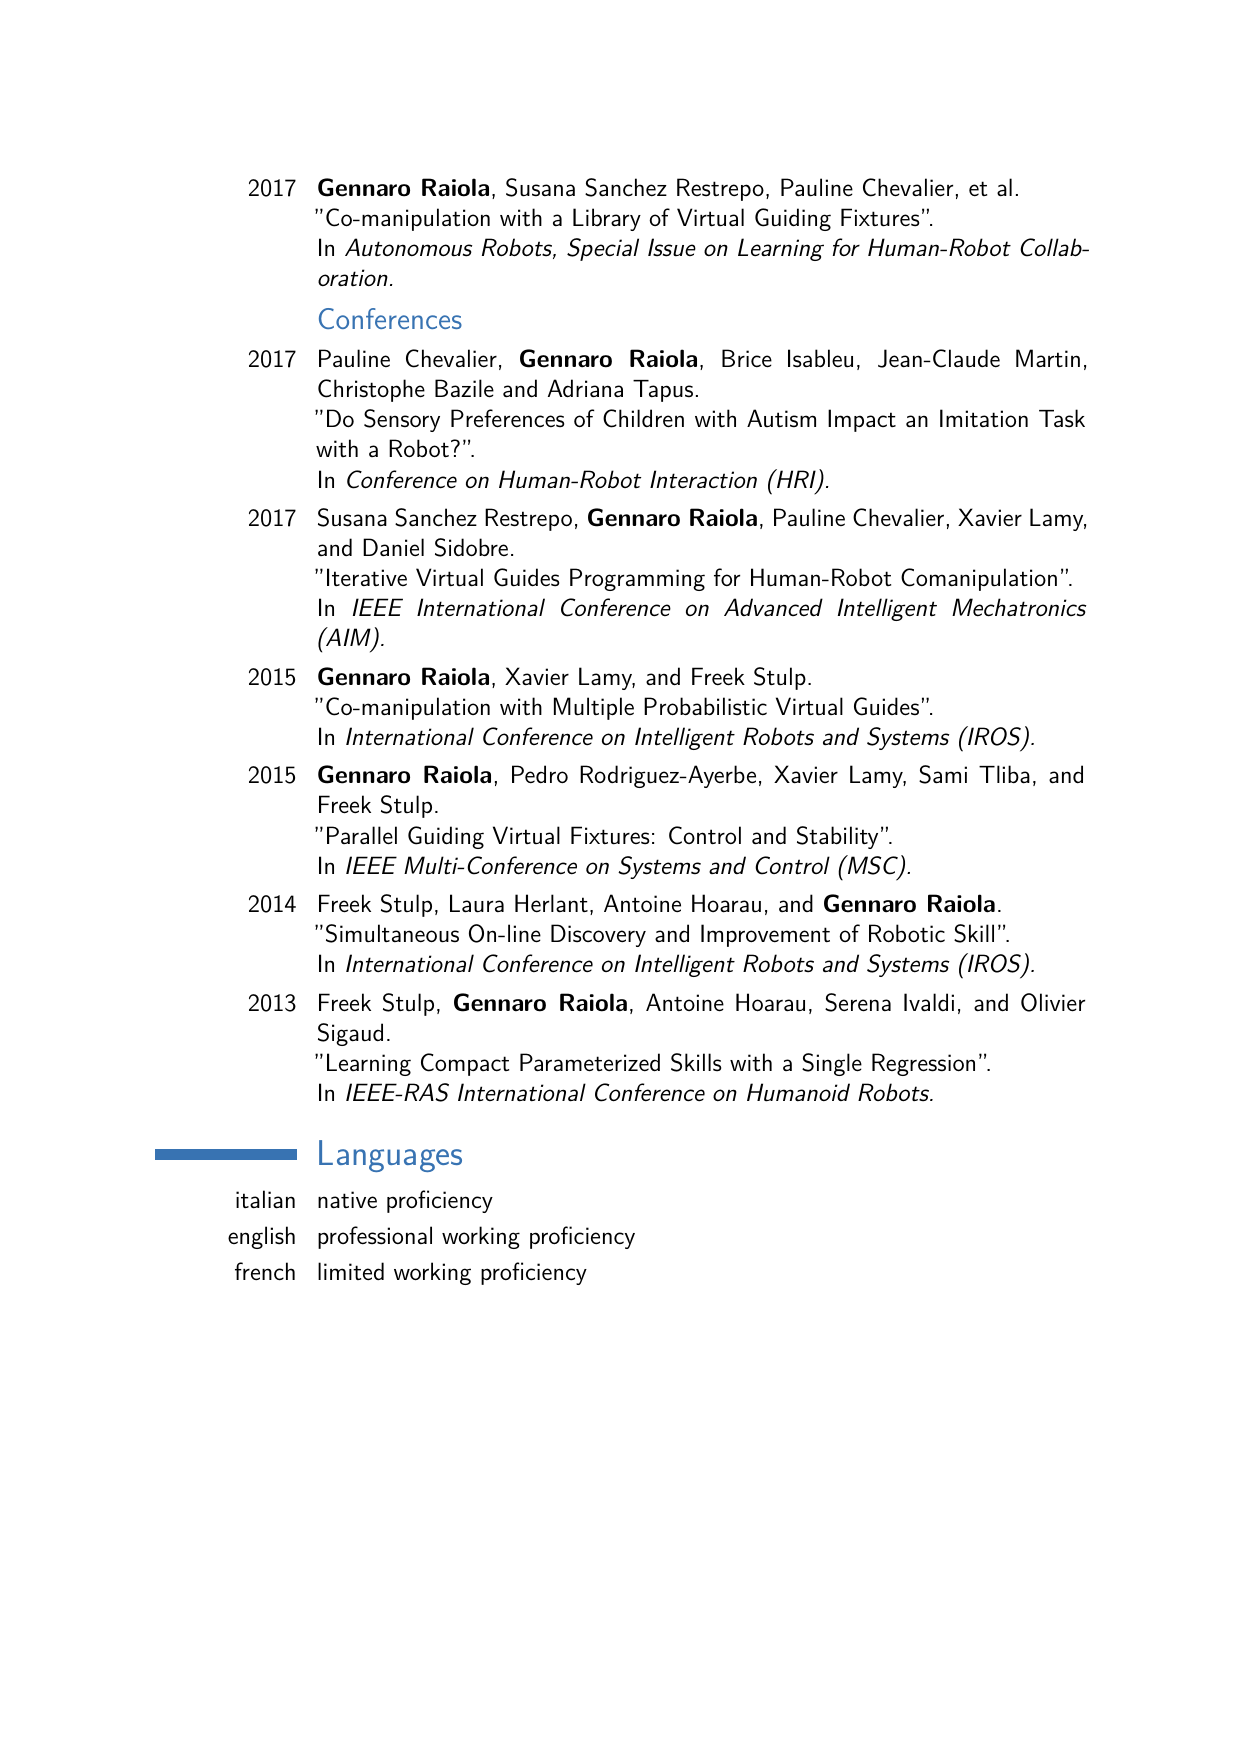 2017 Gennaro Raiola, Susana Sanchez Restrepo, Pauline Chevalier, et al.
”Co-manipulation with a Library of Virtual Guiding Fixtures”.
In Autonomous Robots, Special Issue on Learning for Human-Robot Collab-
oration.
Conferences
2017 Pauline Chevalier, Gennaro Raiola, Brice Isableu, Jean-Claude Martin,
Christophe Bazile and Adriana Tapus.
”Do Sensory Preferences of Children with Autism Impact an Imitation Task
with a Robot?”.
In Conference on Human-Robot Interaction (HRI).
2017 Susana Sanchez Restrepo, Gennaro Raiola, Pauline Chevalier, Xavier Lamy,
and Daniel Sidobre.
”Iterative Virtual Guides Programming for Human-Robot Comanipulation”.
In IEEE International Conference on Advanced Intelligent Mechatronics
(AIM).
2015 Gennaro Raiola, Xavier Lamy, and Freek Stulp.
”Co-manipulation with Multiple Probabilistic Virtual Guides”.
In International Conference on Intelligent Robots and Systems (IROS).
2015 Gennaro Raiola, Pedro Rodriguez-Ayerbe, Xavier Lamy, Sami Tliba, and
Freek Stulp.
”Parallel Guiding Virtual Fixtures: Control and Stability”.
In IEEE Multi-Conference on Systems and Control (MSC).
2014 Freek Stulp, Laura Herlant, Antoine Hoarau, and Gennaro Raiola.
”Simultaneous On-line Discovery and Improvement of Robotic Skill”.
In International Conference on Intelligent Robots and Systems (IROS).
2013 Freek Stulp, Gennaro Raiola, Antoine Hoarau, Serena Ivaldi, and Olivier
Sigaud.
”Learning Compact Parameterized Skills with a Single Regression”.
In IEEE-RAS International Conference on Humanoid Robots.
Languages
italian native proficiency
english professional working proficiency
french limited working proficiency